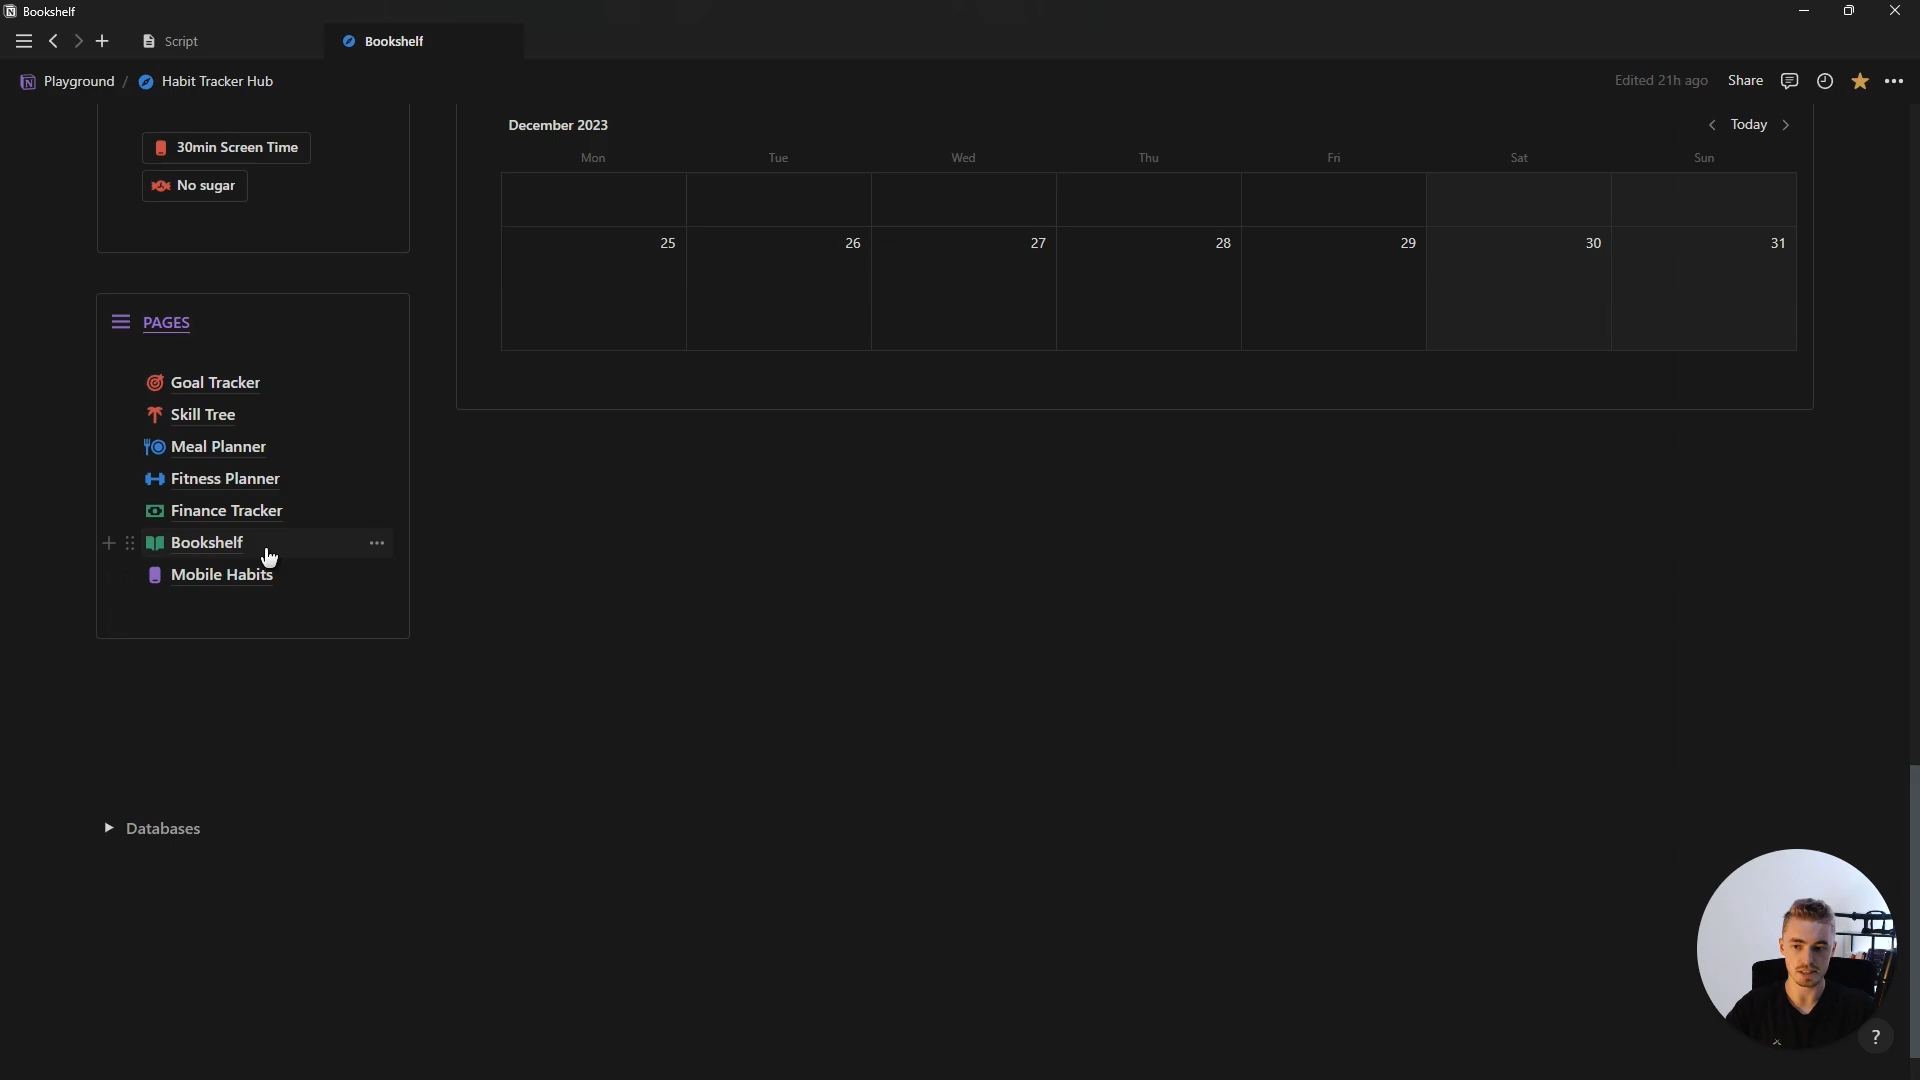 Bookshelf
Script
Bookshelf
Playground / Habit Tracker Hub
Edited 21h ago
Share
30min Screen Time
No sugar
December 2023
Today
Mon Tue Wed Thu Fri Sat Sun
25 26 27 28 29 30 31
PAGES
Goal Tracker
Skill Tree
Meal Planner
Fitness Planner
Finance Tracker
Bookshelf
Mobile Habits
Databases
?